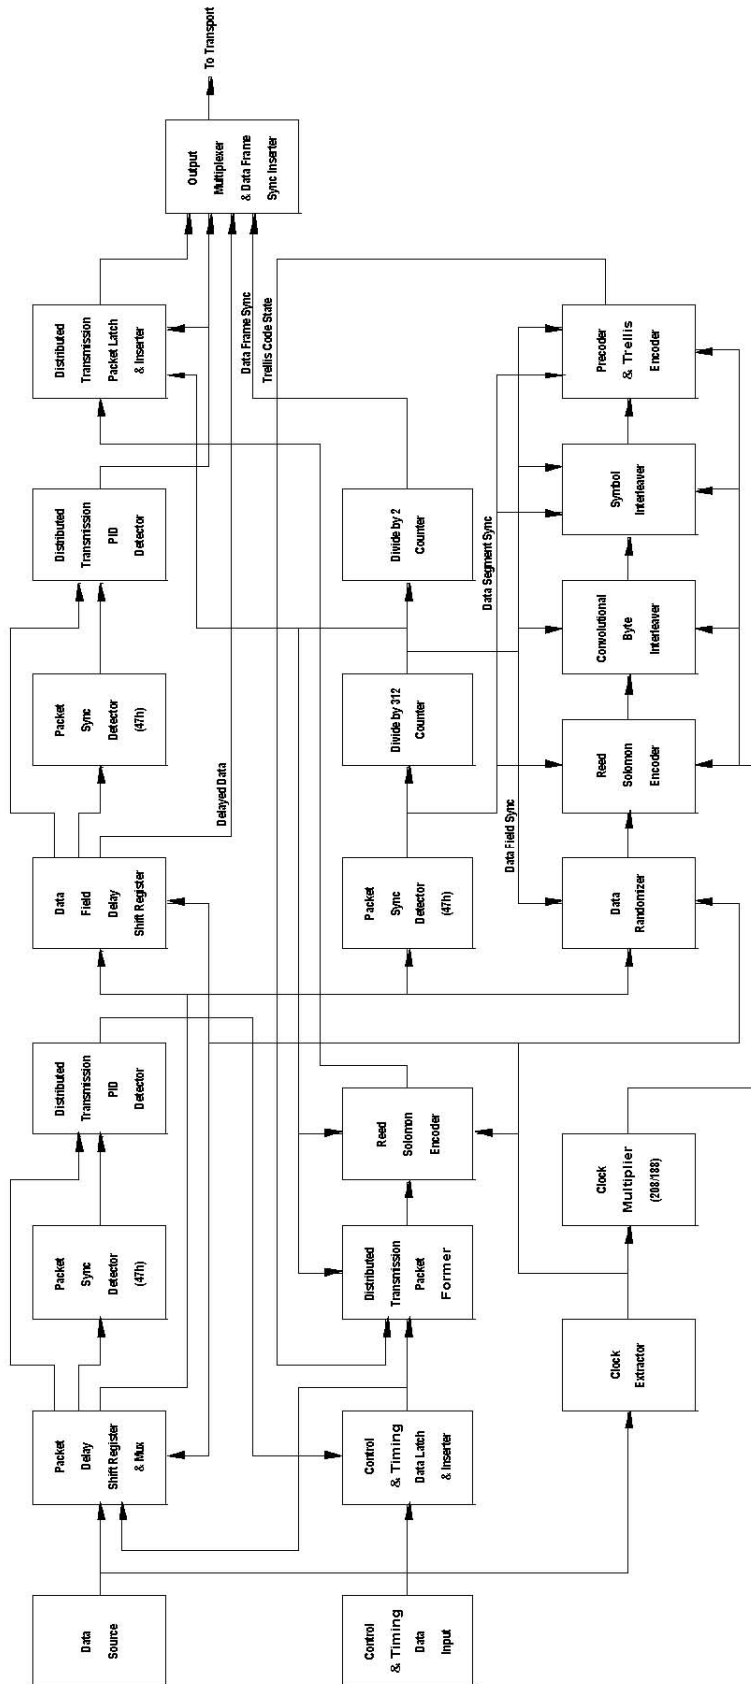 Data
Source
Packet
Delay
Shift Register
& Mux
Packet
Sync
Detector
(47h)
Distributed
Transmission
PID
Detector
Data
Field
Delay
Shift Register
Packet
Sync
Detector
(47h)
Distributed
Transmission
PID
Detector
Distributed
Transmission
Packet Latch
& Inserter
Output
Multiplexer
& Data Frame
Sync Inserter
To Transport
Delayed Data
Data Frame Sync
Trellis Code State
Control
& Timing
Data
Input
Control
& Timing
Data Latch
& Inserter
Distributed
Transmission
Packet
Former
Reed
Solomon
Encoder
Packet
Sync
Detector
(47h)
Divide by 312
Counter
Divide by 2
Counter
Data Segment Sync
Data Field Sync
Clock
Extractor
Clock
Multiplier
(208/188)
Data
Randomizer
Reed
Solomon
Encoder
Convolutional
Byte
Interleaver
Symbol
Interleaver
Precoder
& Trellis
Encoder